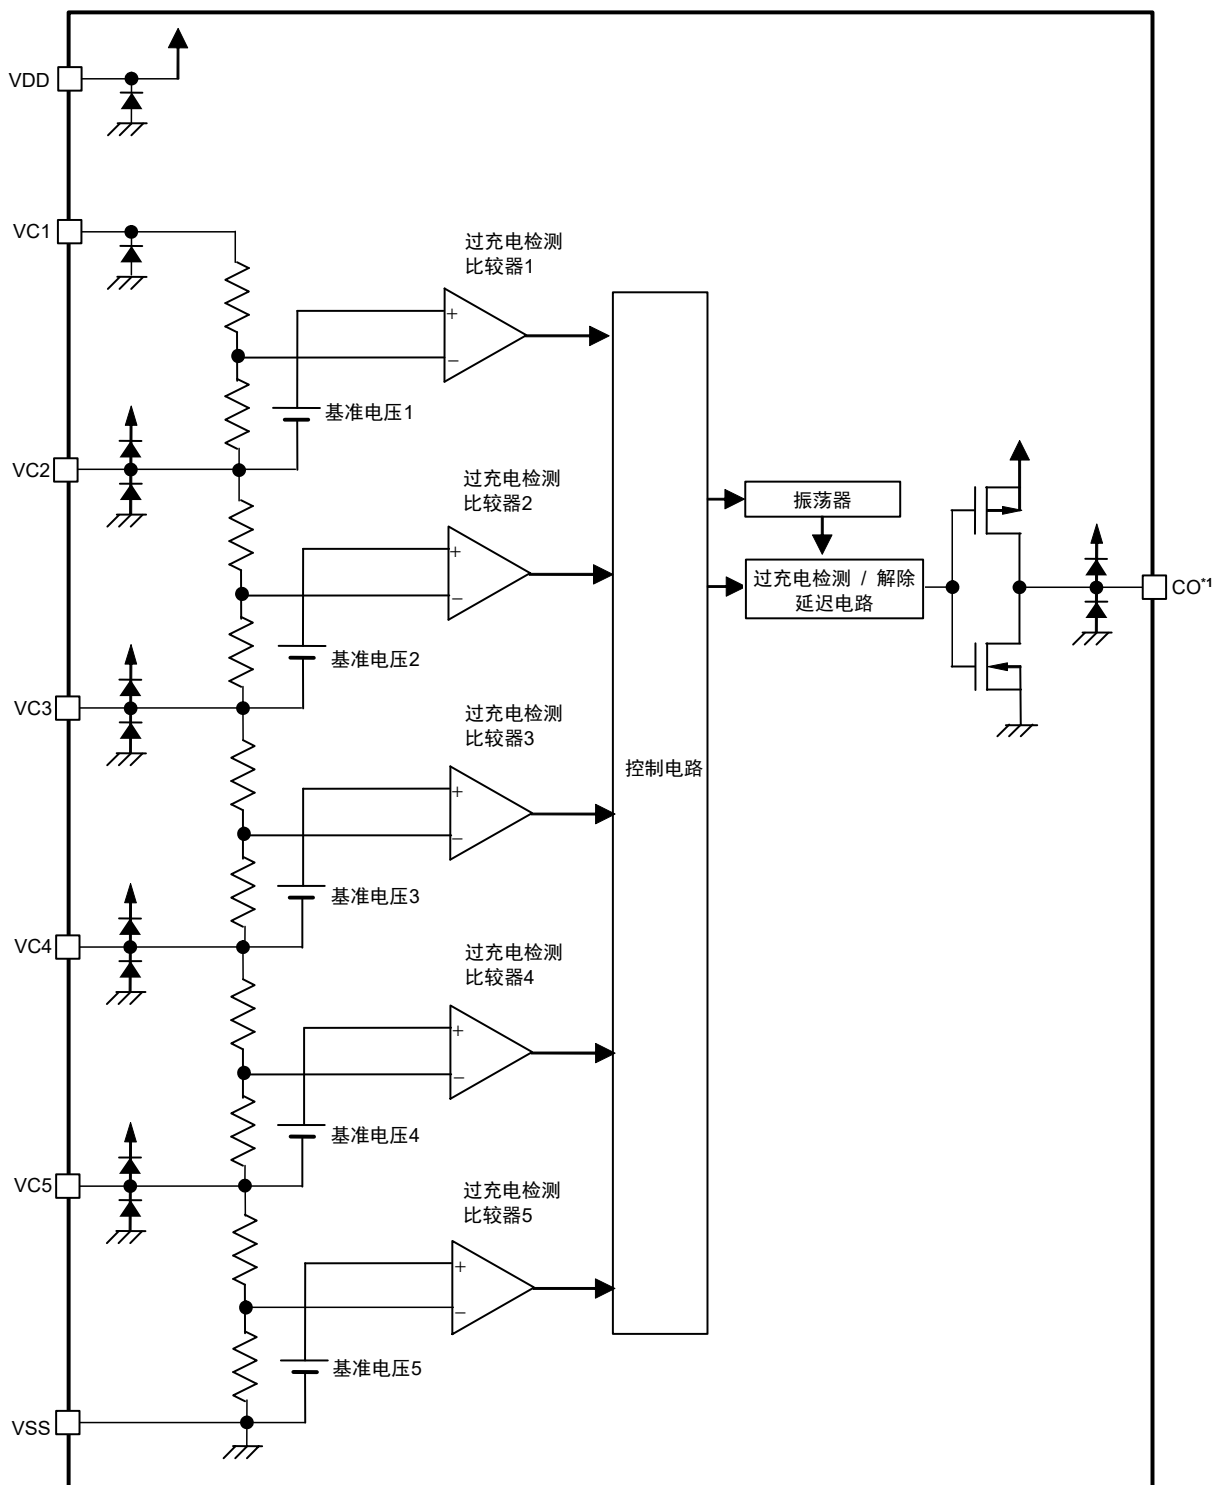 VDD
VC1
过充电检测
比较器1
+
−
基准电压1
VC2
过充电检测
比较器2
+
−
基准电压2
振荡器
过充电检测 / 解除
延迟电路
CO*1
VC3
过充电检测
比较器3
+
−
基准电压3
控制电路
VC4
过充电检测
比较器4
+
−
基准电压4
VC5
过充电检测
比较器5
+
−
基准电压5
VSS